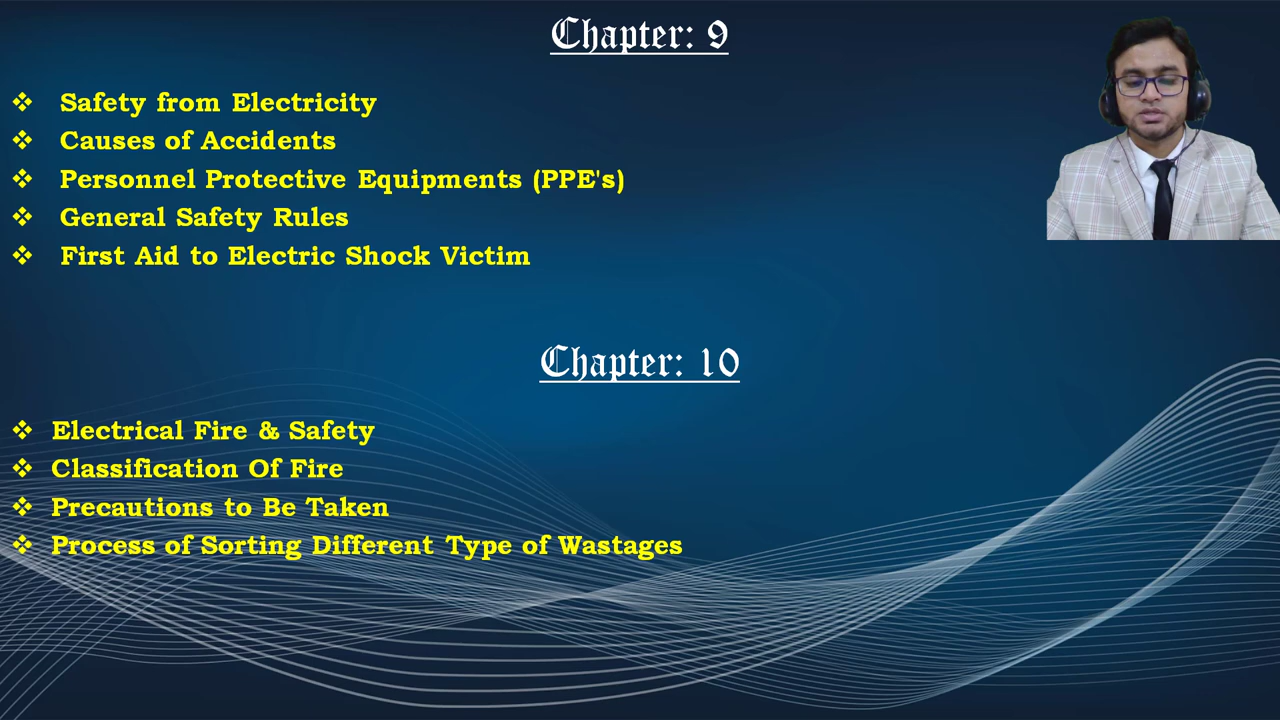 Chapter: 9
❖ Safety from Electricity
❖ Causes of Accidents
❖ Personnel Protective Equipments (PPE's)
❖ General Safety Rules
❖ First Aid to Electric Shock Victim
Chapter: 10
❖ Electrical Fire & Safety
❖ Classification Of Fire
❖ Precautions to Be Taken
❖ Process of Sorting Different Type of Wastages